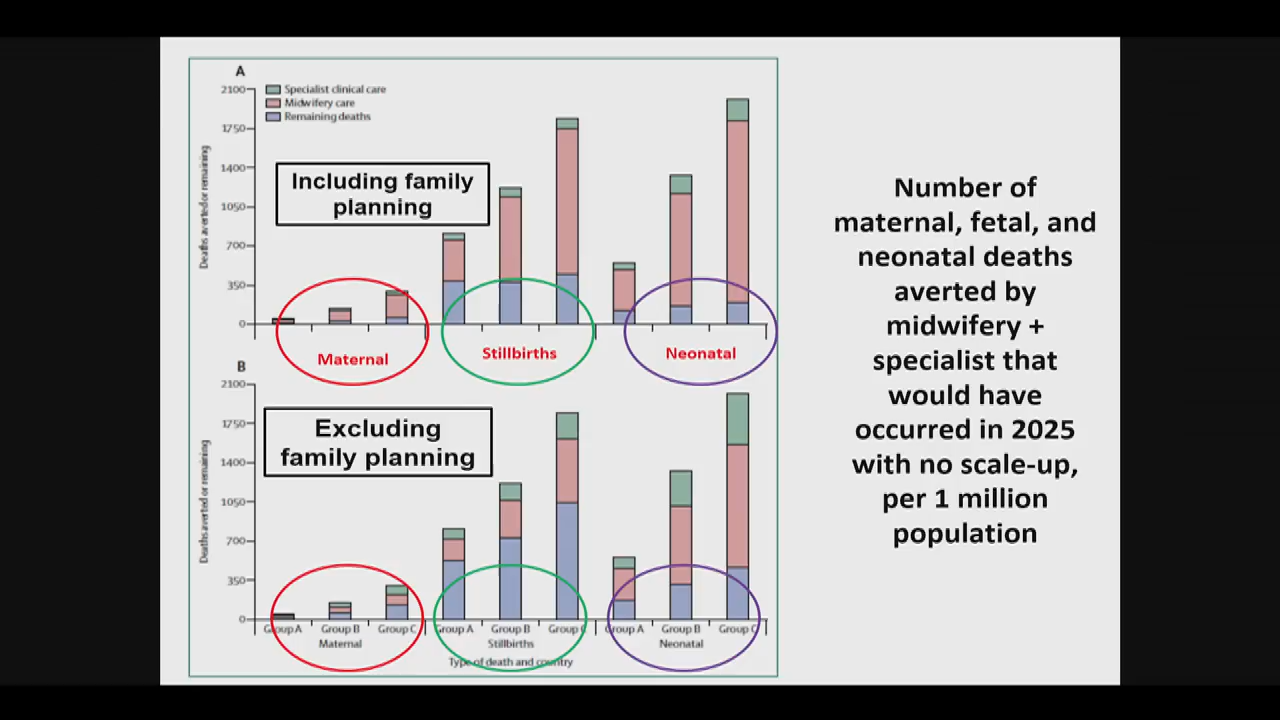 A
2100
1750
1400
1050
700
350
0
Deaths averted or remaining
Specialist clinical care
Midwifery care
Remaining deaths
Including family
planning
Maternal
Stillbirths
Neonatal
B
2100
1750
1400
1050
700
350
0
Deaths averted or remaining
Excluding
family planning
Group A
Group B
Group C
Group A
Group B
Group C
Group A
Group B
Group C
Maternal
Stillbirths
Neonatal
Type of death and country
Number of
maternal, fetal, and
neonatal deaths
averted by
midwifery +
specialist that
would have
occurred in 2025
with no scale-up,
per 1 million
population